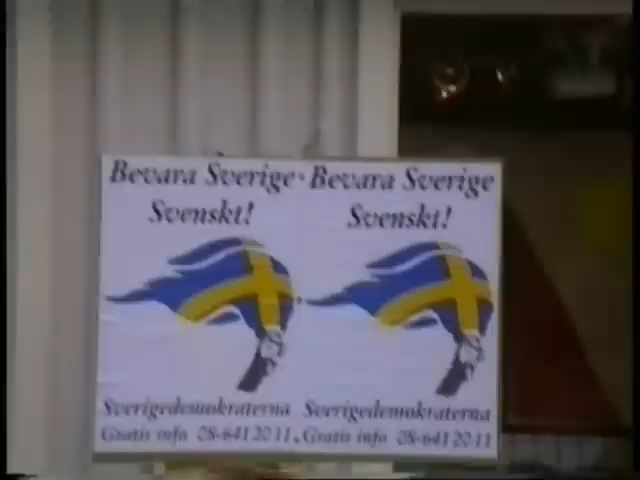 Bevara Sverige
Svenskt!
Sverigedemokraterna
Gratis info 08-641 20 11
Bevara Sverige
Svenskt!
Sverigedemokraterna
Gratis info 08-641 20 11